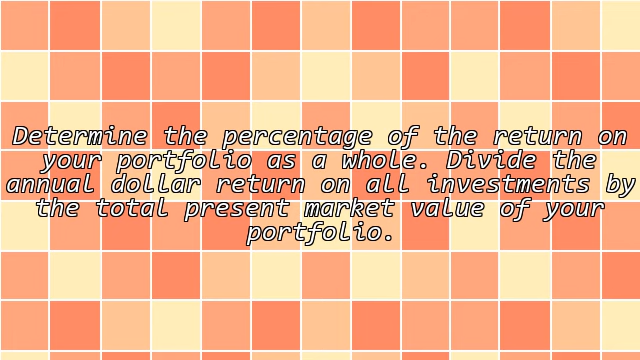 Determine the percentage of the return on
your portfolio as a whole. Divide the
annual dollar return on all investments by
the total present market value of your
portfolio.